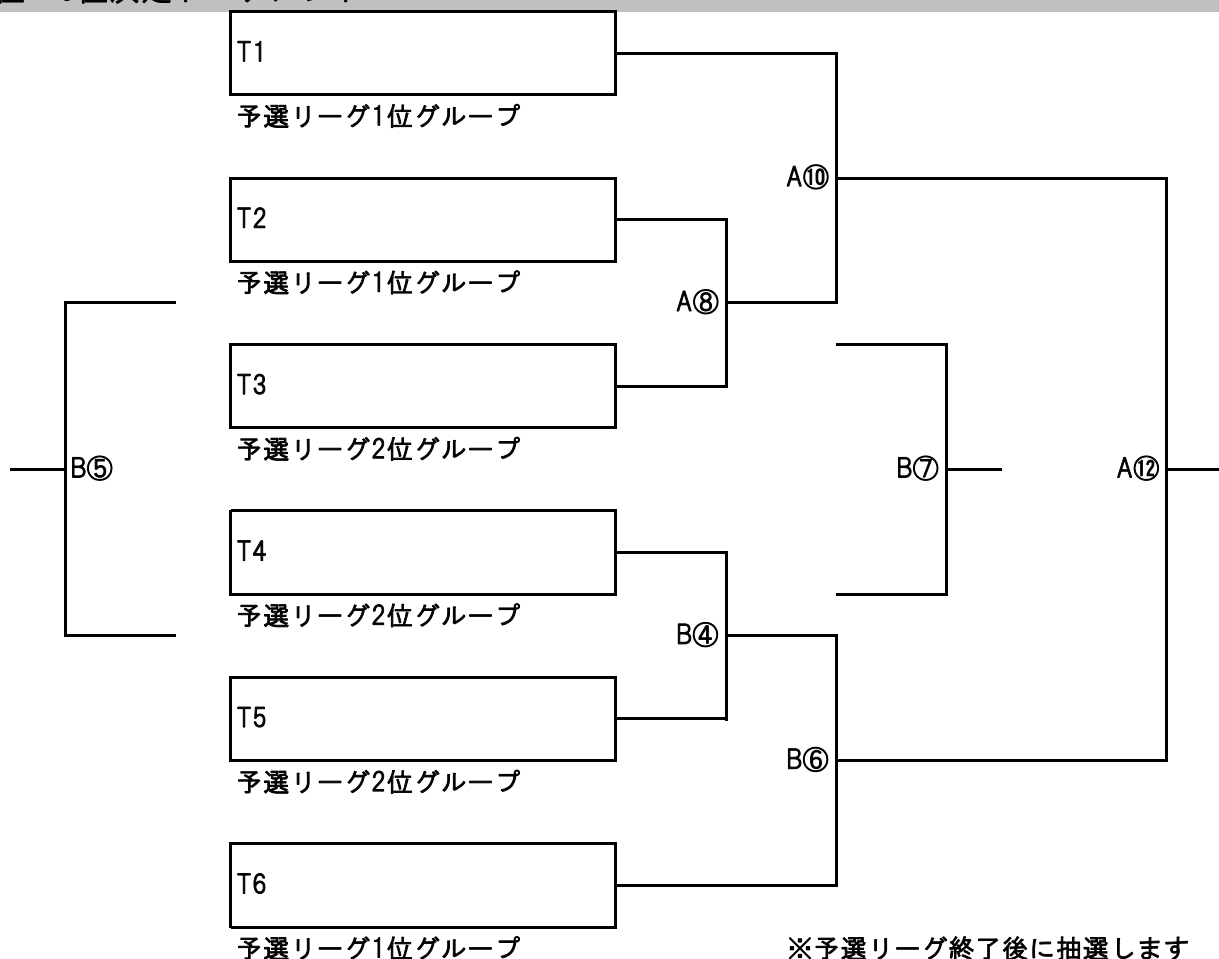 T1
予選リーグ1位グループ
A⑩
T2
予選リーグ1位グループ
A⑧
T3
予選リーグ2位グループ
B⑤
B⑦
A⑫
T4
予選リーグ2位グループ
B④
T5
予選リーグ2位グループ
B⑥
T6
予選リーグ1位グループ
※予選リーグ終了後に抽選します